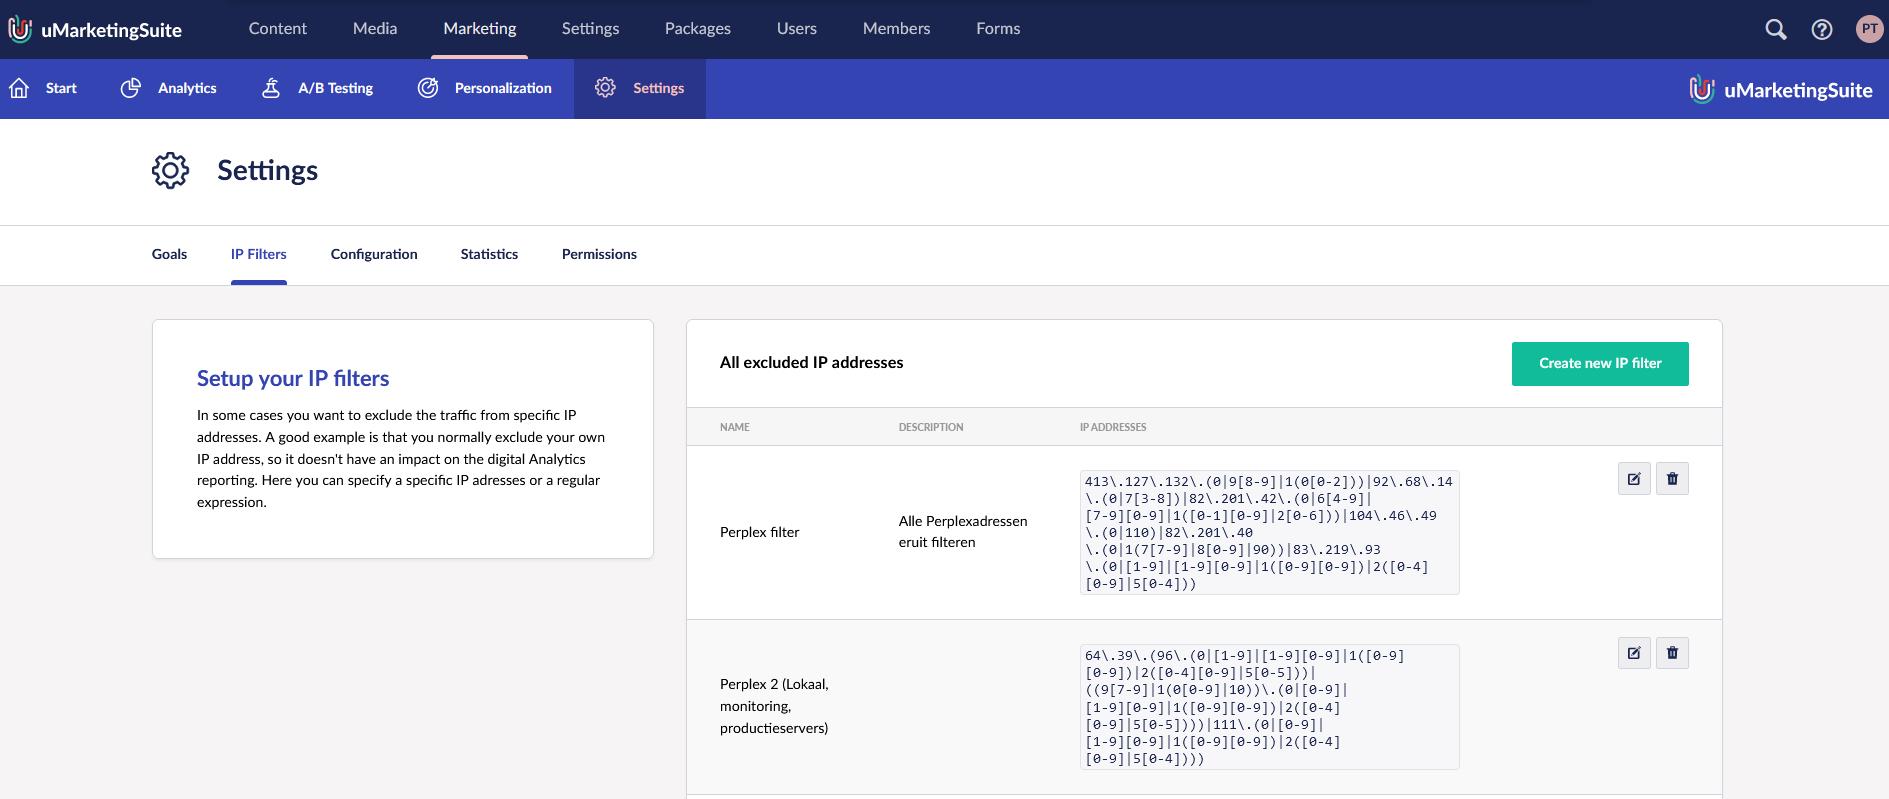 uMarketingSuite
Content
Media
Marketing
Settings
Packages
Users
Members
Forms
PT
Start
Analytics
A/B Testing
Personalization
Settings
uMarketingSuite
Settings
Goals
IP Filters
Configuration
Statistics
Permissions
Setup your IP filters
In some cases you want to exclude the traffic from specific IP
addresses. A good example is that you normally exclude your own
IP address, so it doesn't have an impact on the digital Analytics
reporting. Here you can specify a specific IP adresses or a regular
expression.
All excluded IP addresses
Create new IP filter
NAME
DESCRIPTION
IP ADDRESSES
Perplex filter
Alle Perplexadressen
eruit filteren
413\.127\.132\.(0|9[8-9]|1(0[0-2]))|92\.68\.14
\.(0|7[3-8])|82\.201\.42\.(0|6[4-9]|
[7-9][0-9]|1([0-1][0-9]|2[0-6]))|104\.46\.49
\.(0|110)|82\.201\.40
\.(0|1(7[7-9]|8[0-9]|90))|83\.219\.93
\.(0|[1-9]|[1-9][0-9]|1([0-9][0-9])|2([0-4]
[0-9]|5[0-4]))
Perplex 2 (Lokaal,
monitoring,
productieservers)
64\.39\.(96\.(0|[1-9]|[1-9][0-9]|1([0-9]
[0-9])|2([0-4][0-9]|5[0-5]))|
((9[7-9]|1(0[0-9]|10))\.(0|[0-9]|
[1-9][0-9]|1([0-9][0-9])|2([0-4]
[0-9]|5[0-5])))|111\.(0|[0-9]|
[1-9][0-9]|1([0-9][0-9])|2([0-4]
[0-9]|5[0-4])))